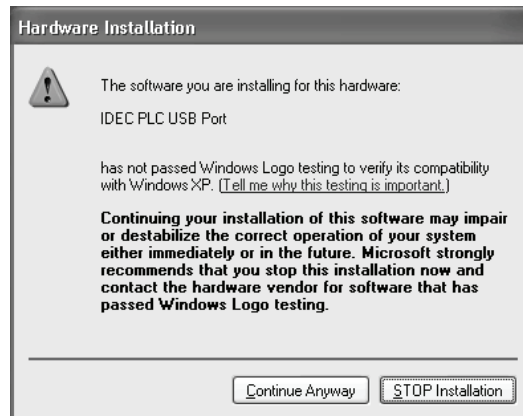 Hardware Installation
The software you are installing for this hardware:
IDEC PLC USB Port
has not passed Windows Logo testing to verify its compatibility
with Windows XP. (Tell me why this testing is important.)
Continuing your installation of this software may impair
or destabilize the correct operation of your system
either immediately or in the future. Microsoft strongly
recommends that you stop this installation now and
contact the hardware vendor for software that has
passed Windows Logo testing.
Continue Anyway
STOP Installation